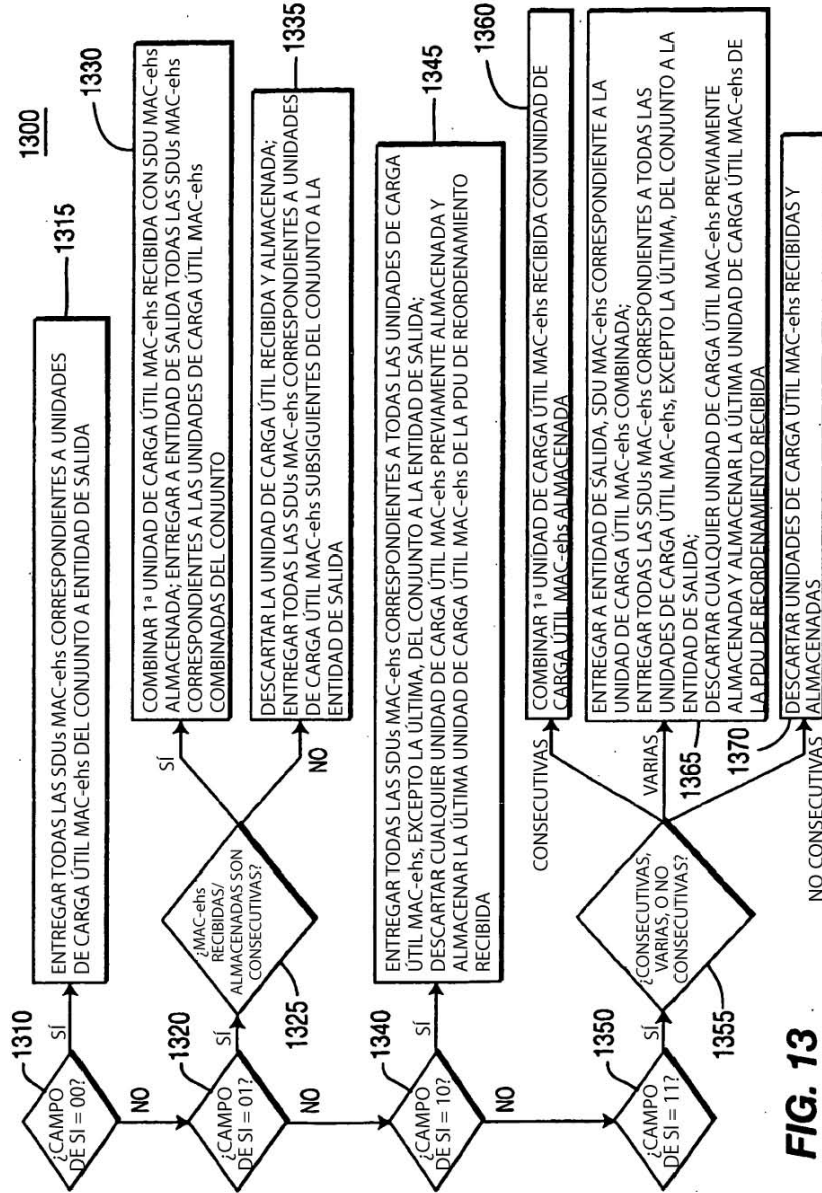 1300
1310
¿CAMPO
DE SI = 00?
SÍ
NO
1315
ENTREGAR TODAS LAS SDUs MAC-ehs CORRESPONDIENTES A UNIDADES
DE CARGA ÚTIL MAC-ehs DEL CONJUNTO A ENTIDAD DE SALIDA
1320
¿CAMPO
DE SI = 01?
SÍ
NO
1325
¿MAC-ehs
RECIBIDAS/
ALMACENADAS SON
CONSECUTIVAS?
SÍ
NO
1330
COMBINAR 1ª UNIDAD DE CARGA ÚTIL MAC-ehs RECIBIDA CON SDU MAC-ehs
ALMACENADA; ENTREGAR A ENTIDAD DE SALIDA TODAS LAS SDUs MAC-ehs
CORRESPONDIENTES A LAS UNIDADES DE CARGA ÚTIL MAC-ehs
COMBINADAS DEL CONJUNTO
1335
DESCARTAR LA UNIDAD DE CARGA ÚTIL RECIBIDA Y ALMACENADA;
ENTREGAR TODAS LAS SDUs MAC-ehs CORRESPONDIENTES A UNIDADES
DE CARGA ÚTIL MAC-ehs SUBSIGUIENTES DEL CONJUNTO A LA
ENTIDAD DE SALIDA
1340
¿CAMPO
DE SI = 10?
SÍ
NO
1345
ENTREGAR TODAS LAS SDUs MAC-ehs CORRESPONDIENTES A TODAS LAS UNIDADES DE CARGA
ÚTIL MAC-ehs, EXCEPTO LA ÚLTIMA, DEL CONJUNTO A LA ENTIDAD DE SALIDA;
DESCARTAR CUALQUIER UNIDAD DE CARGA ÚTIL MAC-ehs PREVIAMENTE ALMACENADA Y
ALMACENAR LA ÚLTIMA UNIDAD DE CARGA ÚTIL MAC-ehs DE LA PDU DE REORDENAMIENTO
RECIBIDA
1350
¿CAMPO
DE SI = 11?
SÍ
1355
¿CONSECUTIVAS,
VARIAS, O NO
CONSECUTIVAS?
CONSECUTIVAS
VARIAS
NO CONSECUTIVAS
1360
COMBINAR 1ª UNIDAD DE CARGA ÚTIL MAC-ehs RECIBIDA CON UNIDAD DE
CARGA ÚTIL MAC-ehs ALMACENADA
1365
ENTREGAR A ENTIDAD DE SALIDA, SDU MAC-ehs CORRESPONDIENTE A LA
UNIDAD DE CARGA ÚTIL MAC-ehs COMBINADA;
ENTREGAR TODAS LAS SDUs MAC-ehs CORRESPONDIENTES A TODAS LAS
UNIDADES DE CARGA ÚTIL MAC-ehs, EXCEPTO LA ÚLTIMA, DEL CONJUNTO A LA
ENTIDAD DE SALIDA;
DESCARTAR CUALQUIER UNIDAD DE CARGA ÚTIL MAC-ehs PREVIAMENTE
ALMACENADA Y ALMACENAR LA ÚLTIMA UNIDAD DE CARGA ÚTIL MAC-ehs DE
LA PDU DE REORDENAMIENTO RECIBIDA
1370
DESCARTAR UNIDADES DE CARGA ÚTIL MAC-ehs RECIBIDAS Y
ALMACENADAS
FIG. 13